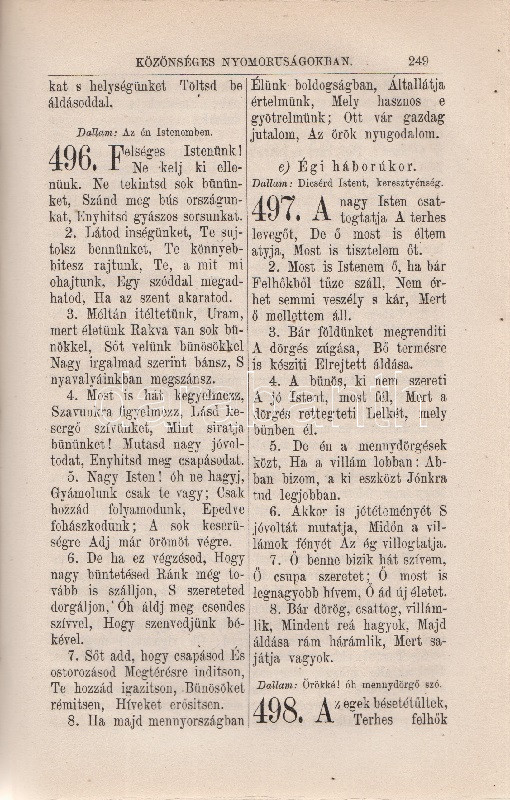 KÖZÖNSÉGES NYOMORUSÁGOKBAN. 249
kat s helységünket Töltsd be
áldásoddal.
Dallam: Az én Istenemben.
496. Felséges Istenünk!
Ne kelj ki elle-
nünk. Ne tekintsd sok bünün-
ket, Szánd meg bús országun-
kat, Enyhitsd gyászos sorsunkat.
2. Látod inségünket, Te suj-
tolsz bennünket, Te könnyeb-
bitesz rajtunk, Te, a mit mi
ohajtunk, Egy szóddal megad-
hatod, Ha az szent akaratod.
3. Méltán itéltetünk, Uram,
mert életünk Rakva van sok bü-
nökkel, Sőt velünk bünösökkel
Nagy irgalmad szerint bánsz, S
nyavalyáinkban megszánsz.
4. Most is hát kegyelmezz,
Szavunkra figyelmezz, Lásd ke-
sergő szívünket, Mint siratja
bününket! Mutasd nagy jóvol-
todat, Enyhitsd meg csapásodat.
5. Nagy Isten! óh ne hagyj,
Gyámolunk csak te vagy; Csak
hozzád folyamodunk, Epedve
fohászkodunk; A sok keserü-
ségre Adj már örömöt végre.
6. De ha ez végzésed, Hogy
nagy büntetésed Ránk még to-
vább is szálljon, S szereteted
dorgáljon, Óh áldj meg csendes
szívvel, Hogy szenvedjünk bé-
kével.
7. Sőt add, hogy csapásod És
ostorozásod Megtérésre inditson,
Te hozzád igazitson, Bünösöket
rémitsen, Híveket erősitsen.
8. Ha majd mennyországban
Élünk boldogságban, Általlátja
értelmünk, Mely hasznos e
gyötrelmünk; Ott vár gazdag
jutalom, Az örök nyugodalom.
e) Égi háborúkor.
Dallam: Dicsérd Istent, keresztyénség.
497. A nagy Isten csat-
togtatja A terhes
levegőt, De ő most is éltem
atyja, Most is tisztelem őt.
2. Most is Istenem ő, ha bár
Felhőkből tüze száll, Nem ér-
het semmi veszély s kár, Mert
ő mellettem áll.
3. Bár földünket megrenditi
A dörgés zúgása, Bő termésre
is késziti Elrejtett áldása.
4. A bünös, ki nem szereti
A jó Istent, most fél, Mert a
dörgés rettegteti Lelkét, mely
bünben él.
5. De én a mennydörgések
közt, Ha a villám lobban: Ab-
ban bizom, a ki eszközt Jónkra
tud legjobban.
6. Akkor is jótéteményét S
jóvoltát mutatja, Midőn a vil-
lámok fényét Az ég villogtatja.
7. Ő benne bizik hát szívem,
Ő csupa szeretet; Ő most is
legnagyobb hívem, Ő ád új életet.
8. Bár dörög, csattog, villám-
lik, Mindent reá hagyok, Majd
áldása rám hárámlik, Mert sa-
játja vagyok.
Dallam: Örökké! óh mennydörgő szó.
498. Az egek bésetétültek,
Terhes felhők